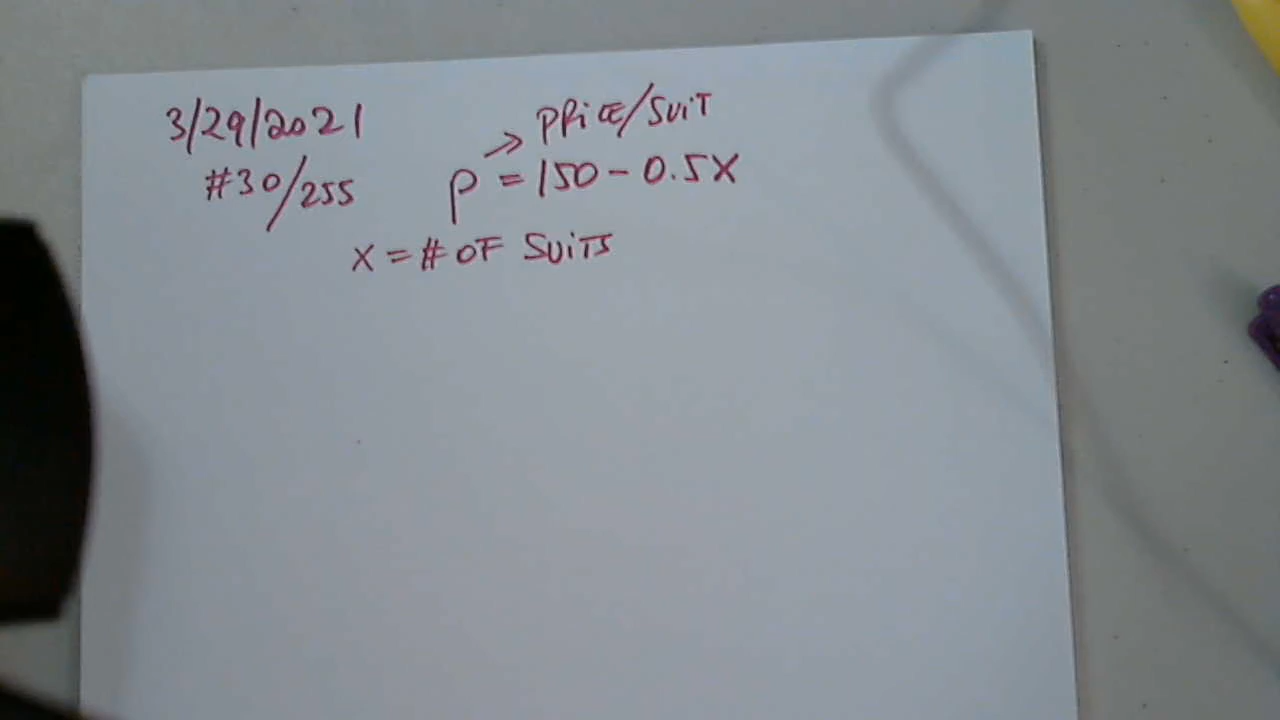 3/29/2021
#30/255
→ PRiCE/SUiT
p = 150 - 0.5X
X = # OF SUiTS